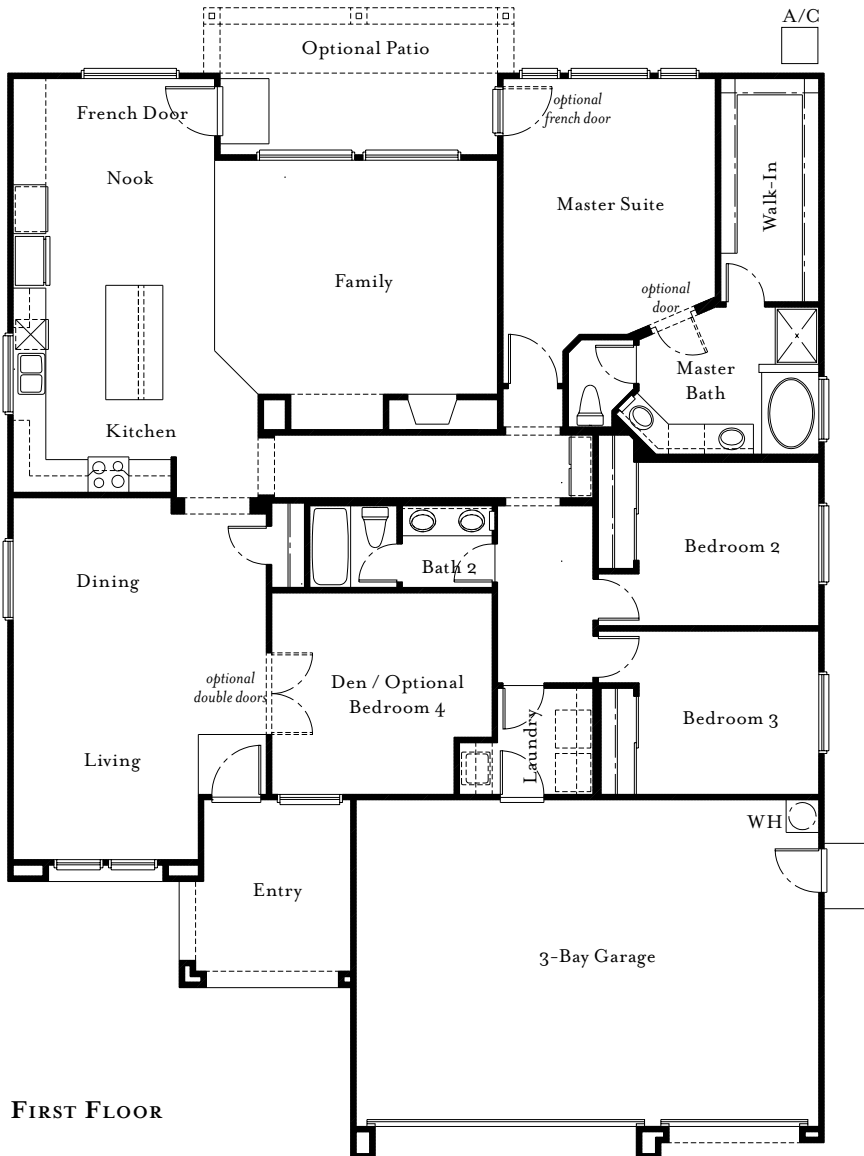 A/C
Optional Patio
French Door
optional
french door
Nook
Walk-In
Master Suite
Family
optional
door
Master
Bath
Kitchen
Bedroom 2
Bath 2
Dining
optional
double doors
Den / Optional
Bedroom 4
Laundry
Bedroom 3
Living
WH
Entry
3-Bay Garage
FIRST FLOOR